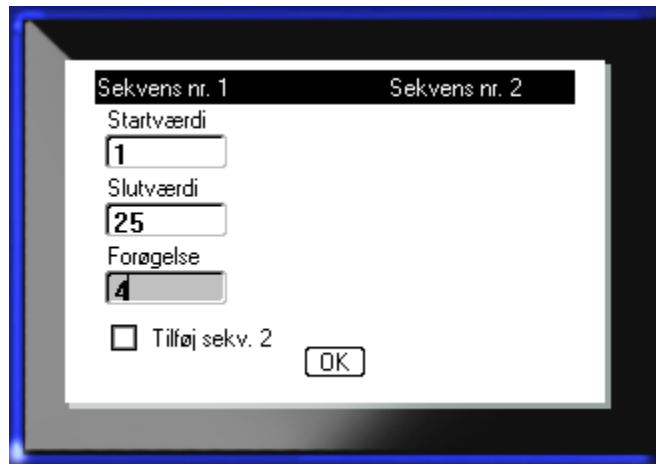 Sekvens nr. 1 Sekvens nr. 2
Startværdi
1
Slutværdi
25
Forøgelse
4
Tilføj sekv. 2
OK